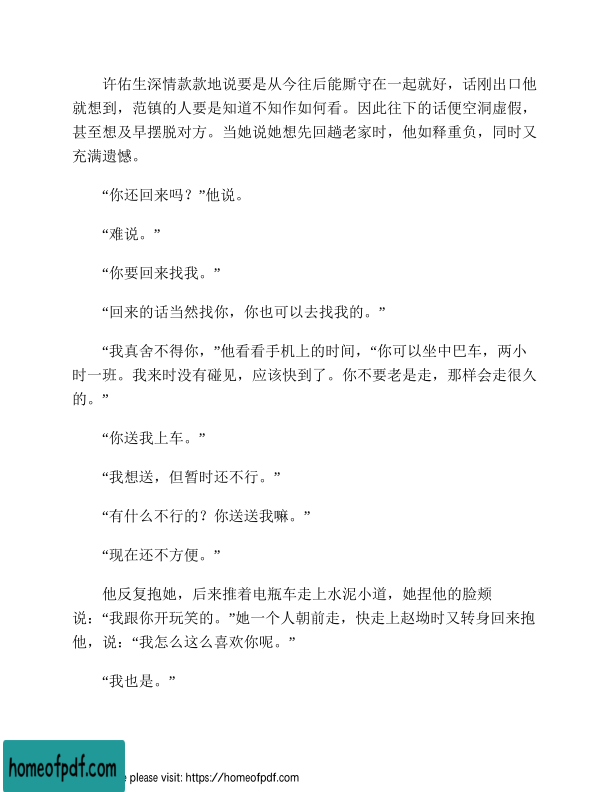 许佑生深情款款地说要是从今往后能厮守在一起就好，话刚出口他
就想到，范镇的人要是知道不知作如何看。因此往下的话便空洞虚假，
甚至想及早摆脱对方。当她说她想先回趟老家时，他如释重负，同时又
充满遗憾。
“你还回来吗？”他说。
“难说。”
“你要回来找我。”
“回来的话当然找你，你也可以去找我的。”
“我真舍不得你，”他看看手机上的时间，“你可以坐中巴车，两小
时一班。我来时没有碰见，应该快到了。你不要老是走，那样会走很久
的。”
“你送我上车。”
“我想送，但暂时还不行。”
“有什么不行的？你送送我嘛。”
“现在还不方便。”
他反复抱她，后来推着电瓶车走上水泥小道，她捏他的脸颊
说：“我跟你开玩笑的。”她一个人朝前走，快走上赵坳时又转身回来抱
他，说：“我怎么这么喜欢你呢。”
“我也是。”
homeofpdf.com
e please visit: https://homeofpdf.com